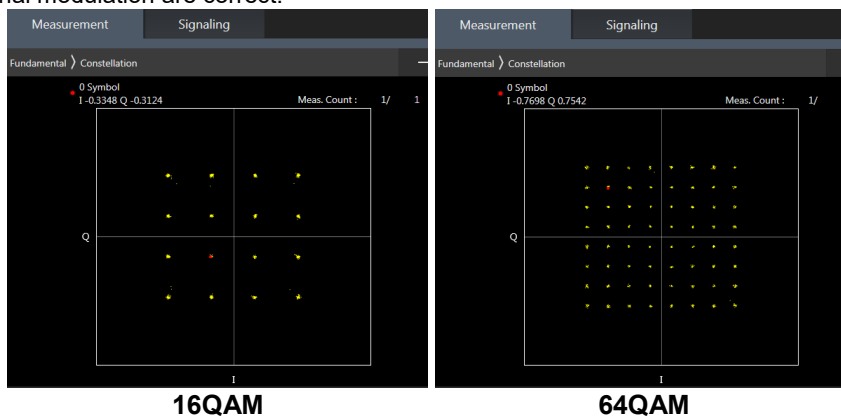 nal modulation are correct.
Measurement Signaling
Fundamental ❭ Constellation
0 Symbol
I -0.3348 Q -0.3124 Meas. Count : 1/ 1
Q
I
16QAM
Measurement Signaling
Fundamental ❭ Constellation
0 Symbol
I -0.7698 Q 0.7542 Meas. Count : 1/
Q
I
64QAM